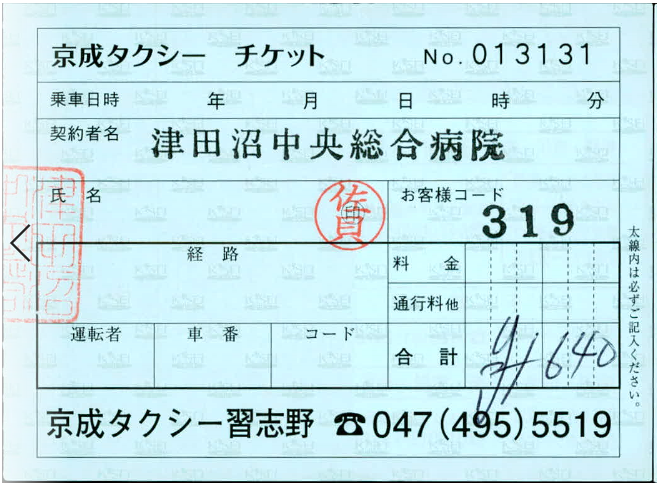 京成タクシー チケット No.013131
乗車日時 年 月 日 時 分
契約者名 津田沼中央総合病院
氏 名 印 佐貝 お客様コード 319
経 路 料 金
通行料他
運転者 車 番 コード 合 計 640
太線内は必ずご記入ください。
京成タクシー習志野 ☎047(495)5519